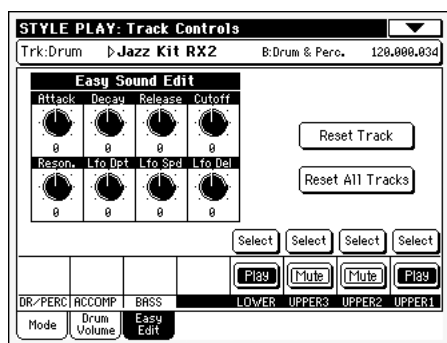 STYLE PLAY: Track Controls
Trk:Drum ▷Jazz Kit RX2 B:Drum & Perc. 120.000.034
Easy Sound Edit
Attack Decay Release Cutoff
0 0 0 0
Reset Track
Reson. Lfo Dpt Lfo Spd Lfo Del
0 0 0 0
Reset All Tracks
Select Select Select Select
Play Mute Mute Play
DR/PERC ACCOMP BASS LOWER UPPER3 UPPER2 UPPER1
Mode Drum Volume Easy Edit